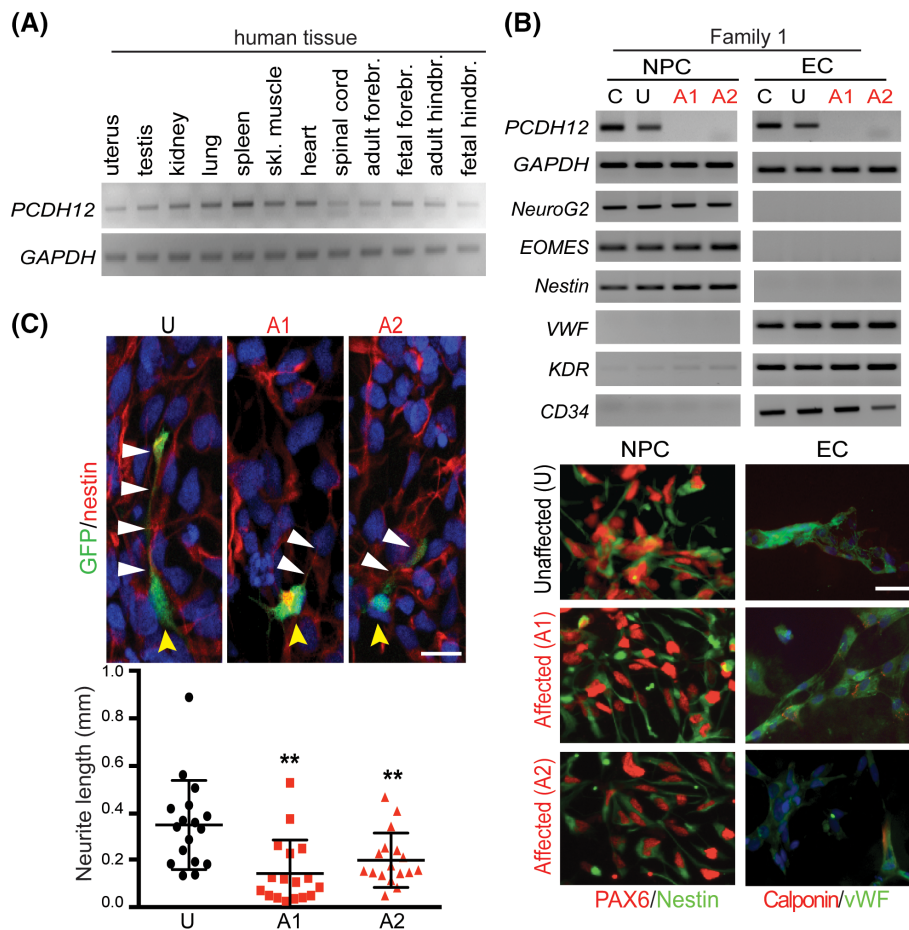 (A)
human tissue
uterus
testis
kidney
lung
spleen
skl. muscle
heart
spinal cord
adult forebr.
fetal forebr.
adult hindbr.
fetal hindbr.
PCDH12
GAPDH
(B)
Family 1
NPC EC
C U A1 A2 C U A1 A2
PCDH12
GAPDH
NeuroG2
EOMES
Nestin
VWF
KDR
CD34
NPC EC
Unaffected (U)
Affected (A1)
Affected (A2)
PAX6/Nestin Calponin/vWF
(C)
U A1 A2
GFP/nestin
Neurite length (mm)
1.0
0.8
0.6
0.4
0.2
0.0
** **
U A1 A2